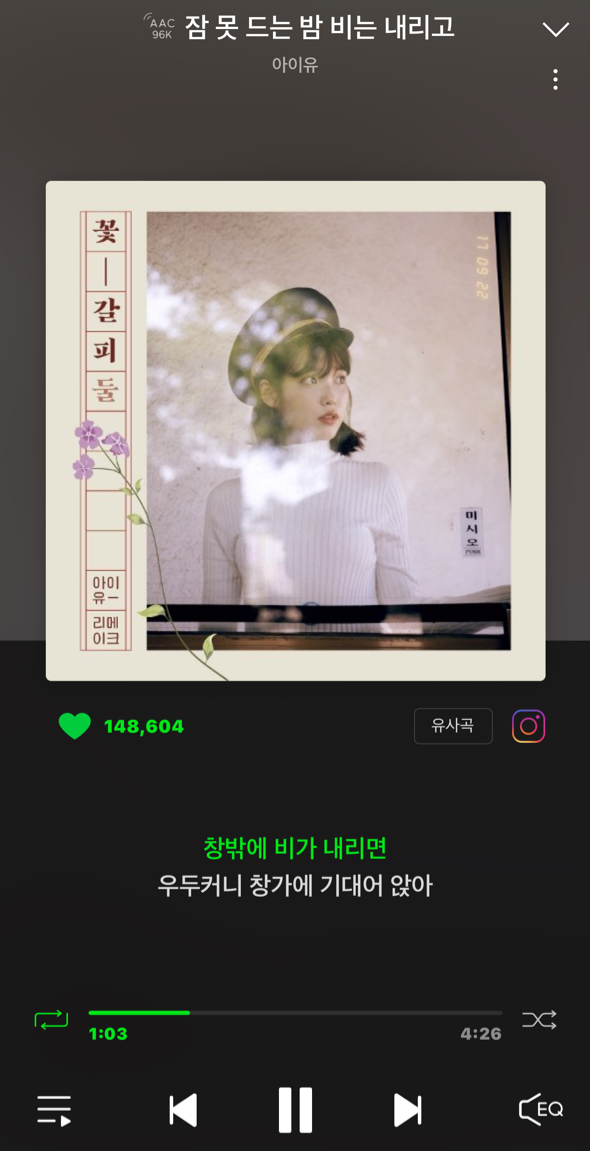 AAC
96K
잠 못 드는 밤 비는 내리고
아이유
꽃
—
갈
피
둘
아이
유—
리메
이크
17 09 22
미
시
오
PUSH
148,604
유사곡
창밖에 비가 내리면
우두커니 창가에 기대어 앉아
1:03
4:26
EQ